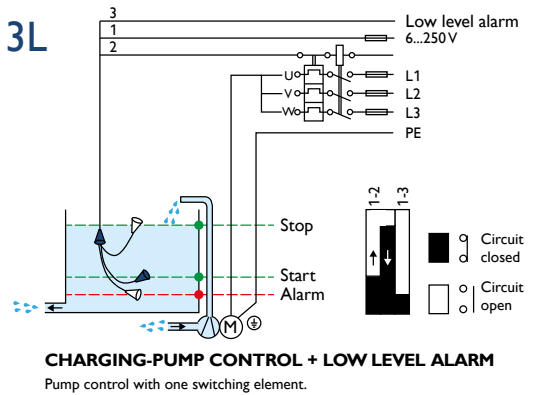 3L
3
1
2
Low level alarm
6...250 V
U
V
W
L1
L2
L3
PE
Stop
Start
Alarm
M
1-2
1-3
Circuit
closed
Circuit
open
CHARGING-PUMP CONTROL + LOW LEVEL ALARM
Pump control with one switching element.